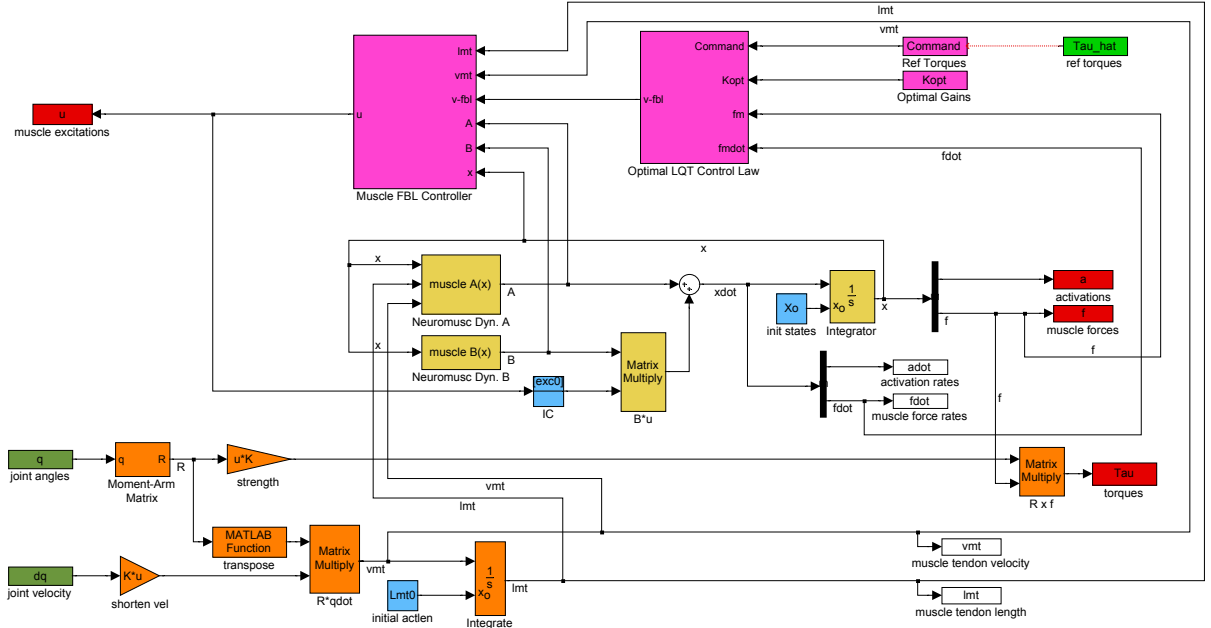 lmt
vmt
lmt
vmt
v-fbl
A
B
x
u
Muscle FBL Controller
Command
Kopt
v-fbl
fm
fmdot
Optimal LQT Control Law
Command
Ref Torques
Tau_hat
ref torques
Kopt
Optimal Gains
u
muscle excitations
fdot
x
x
muscle A(x)
A
Neuromusc Dyn. A
x
muscle B(x)
B
Neuromusc Dyn. B
xdot
Xo
init states
1
s
xo
x
Integrator
a
activations
f
f
muscle forces
f
[exc0]
IC
Matrix
Multiply
B*u
adot
activation rates
fdot
fdot
muscle force rates
f
q
joint angles
q
R
R
Moment-Arm
Matrix
u*K
strength
Matrix
Multiply
R x f
Tau
torques
vmt
lmt
MATLAB
Function
transpose
dq
joint velocity
K*u
shorten vel
Matrix
Multiply
R*qdot
vmt
Lmt0
initial actlen
1
s
xo
lmt
Integrate
vmt
muscle tendon velocity
lmt
muscle tendon length